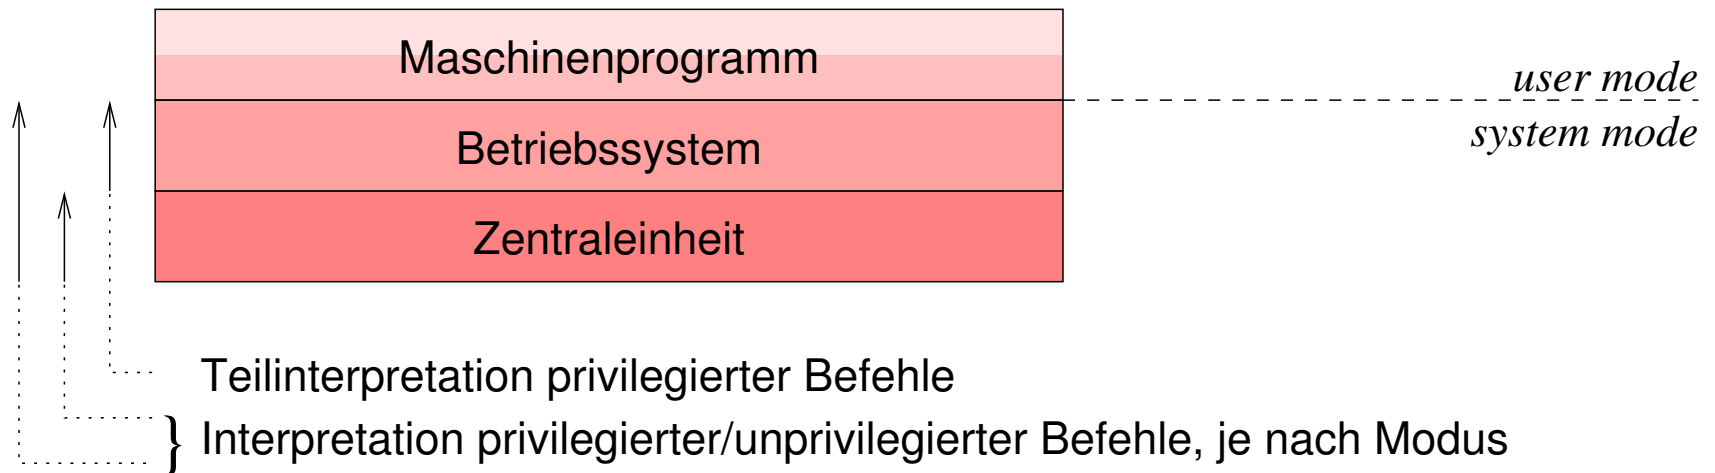 Maschinenprogramm
user mode
Betriebssystem
system mode
Zentraleinheit
Teilinterpretation privilegierter Befehle
} Interpretation privilegierter/unprivilegierter Befehle, je nach Modus